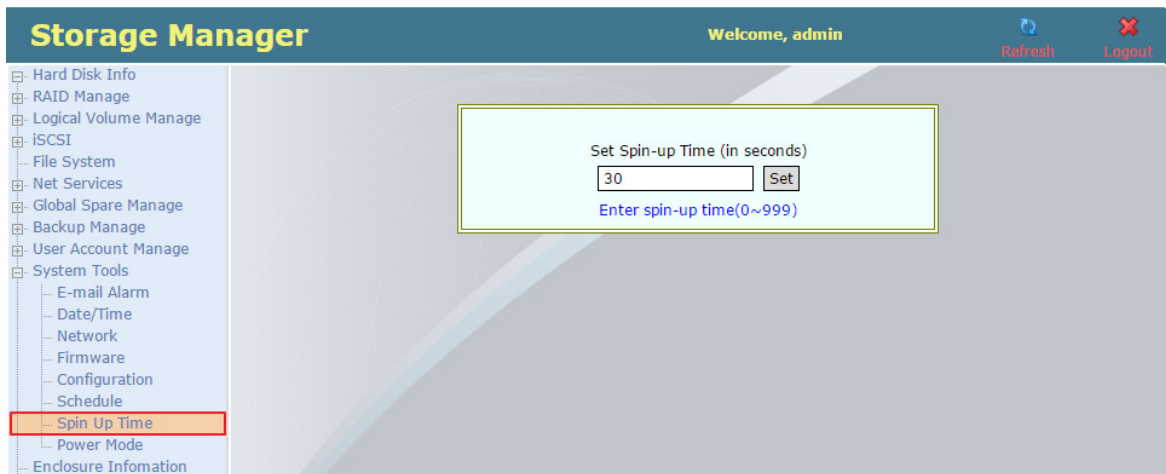 Storage Manager
Welcome, admin
Refresh
Logout
Hard Disk Info
RAID Manage
Logical Volume Manage
iSCSI
File System
Net Services
Global Spare Manage
Backup Manage
User Account Manage
System Tools
E-mail Alarm
Date/Time
Network
Firmware
Configuration
Schedule
Spin Up Time
Power Mode
Enclosure Infomation
Set Spin-up Time (in seconds)
30 Set
Enter spin-up time(0~999)